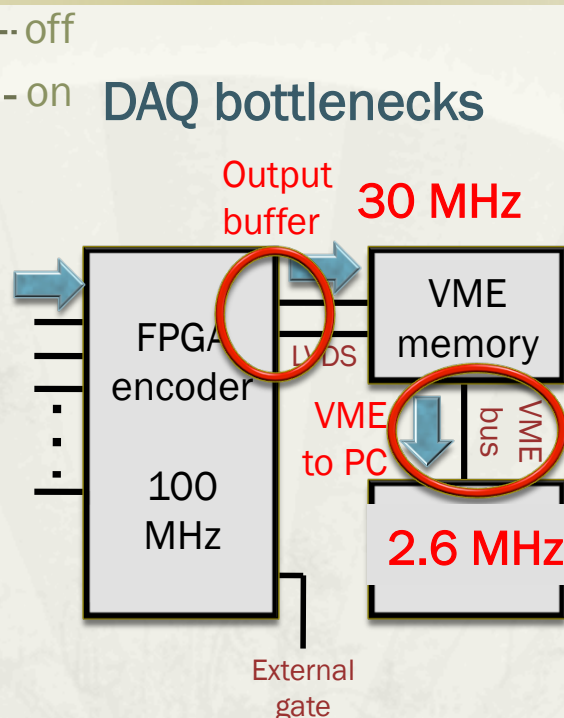 -- off
- on
DAQ bottlenecks
Output
buffer
30 MHz
FPGA
encoder
100
MHz
LVDS
VME
memory
VME
to PC
VME
bus
2.6 MHz
External
gate